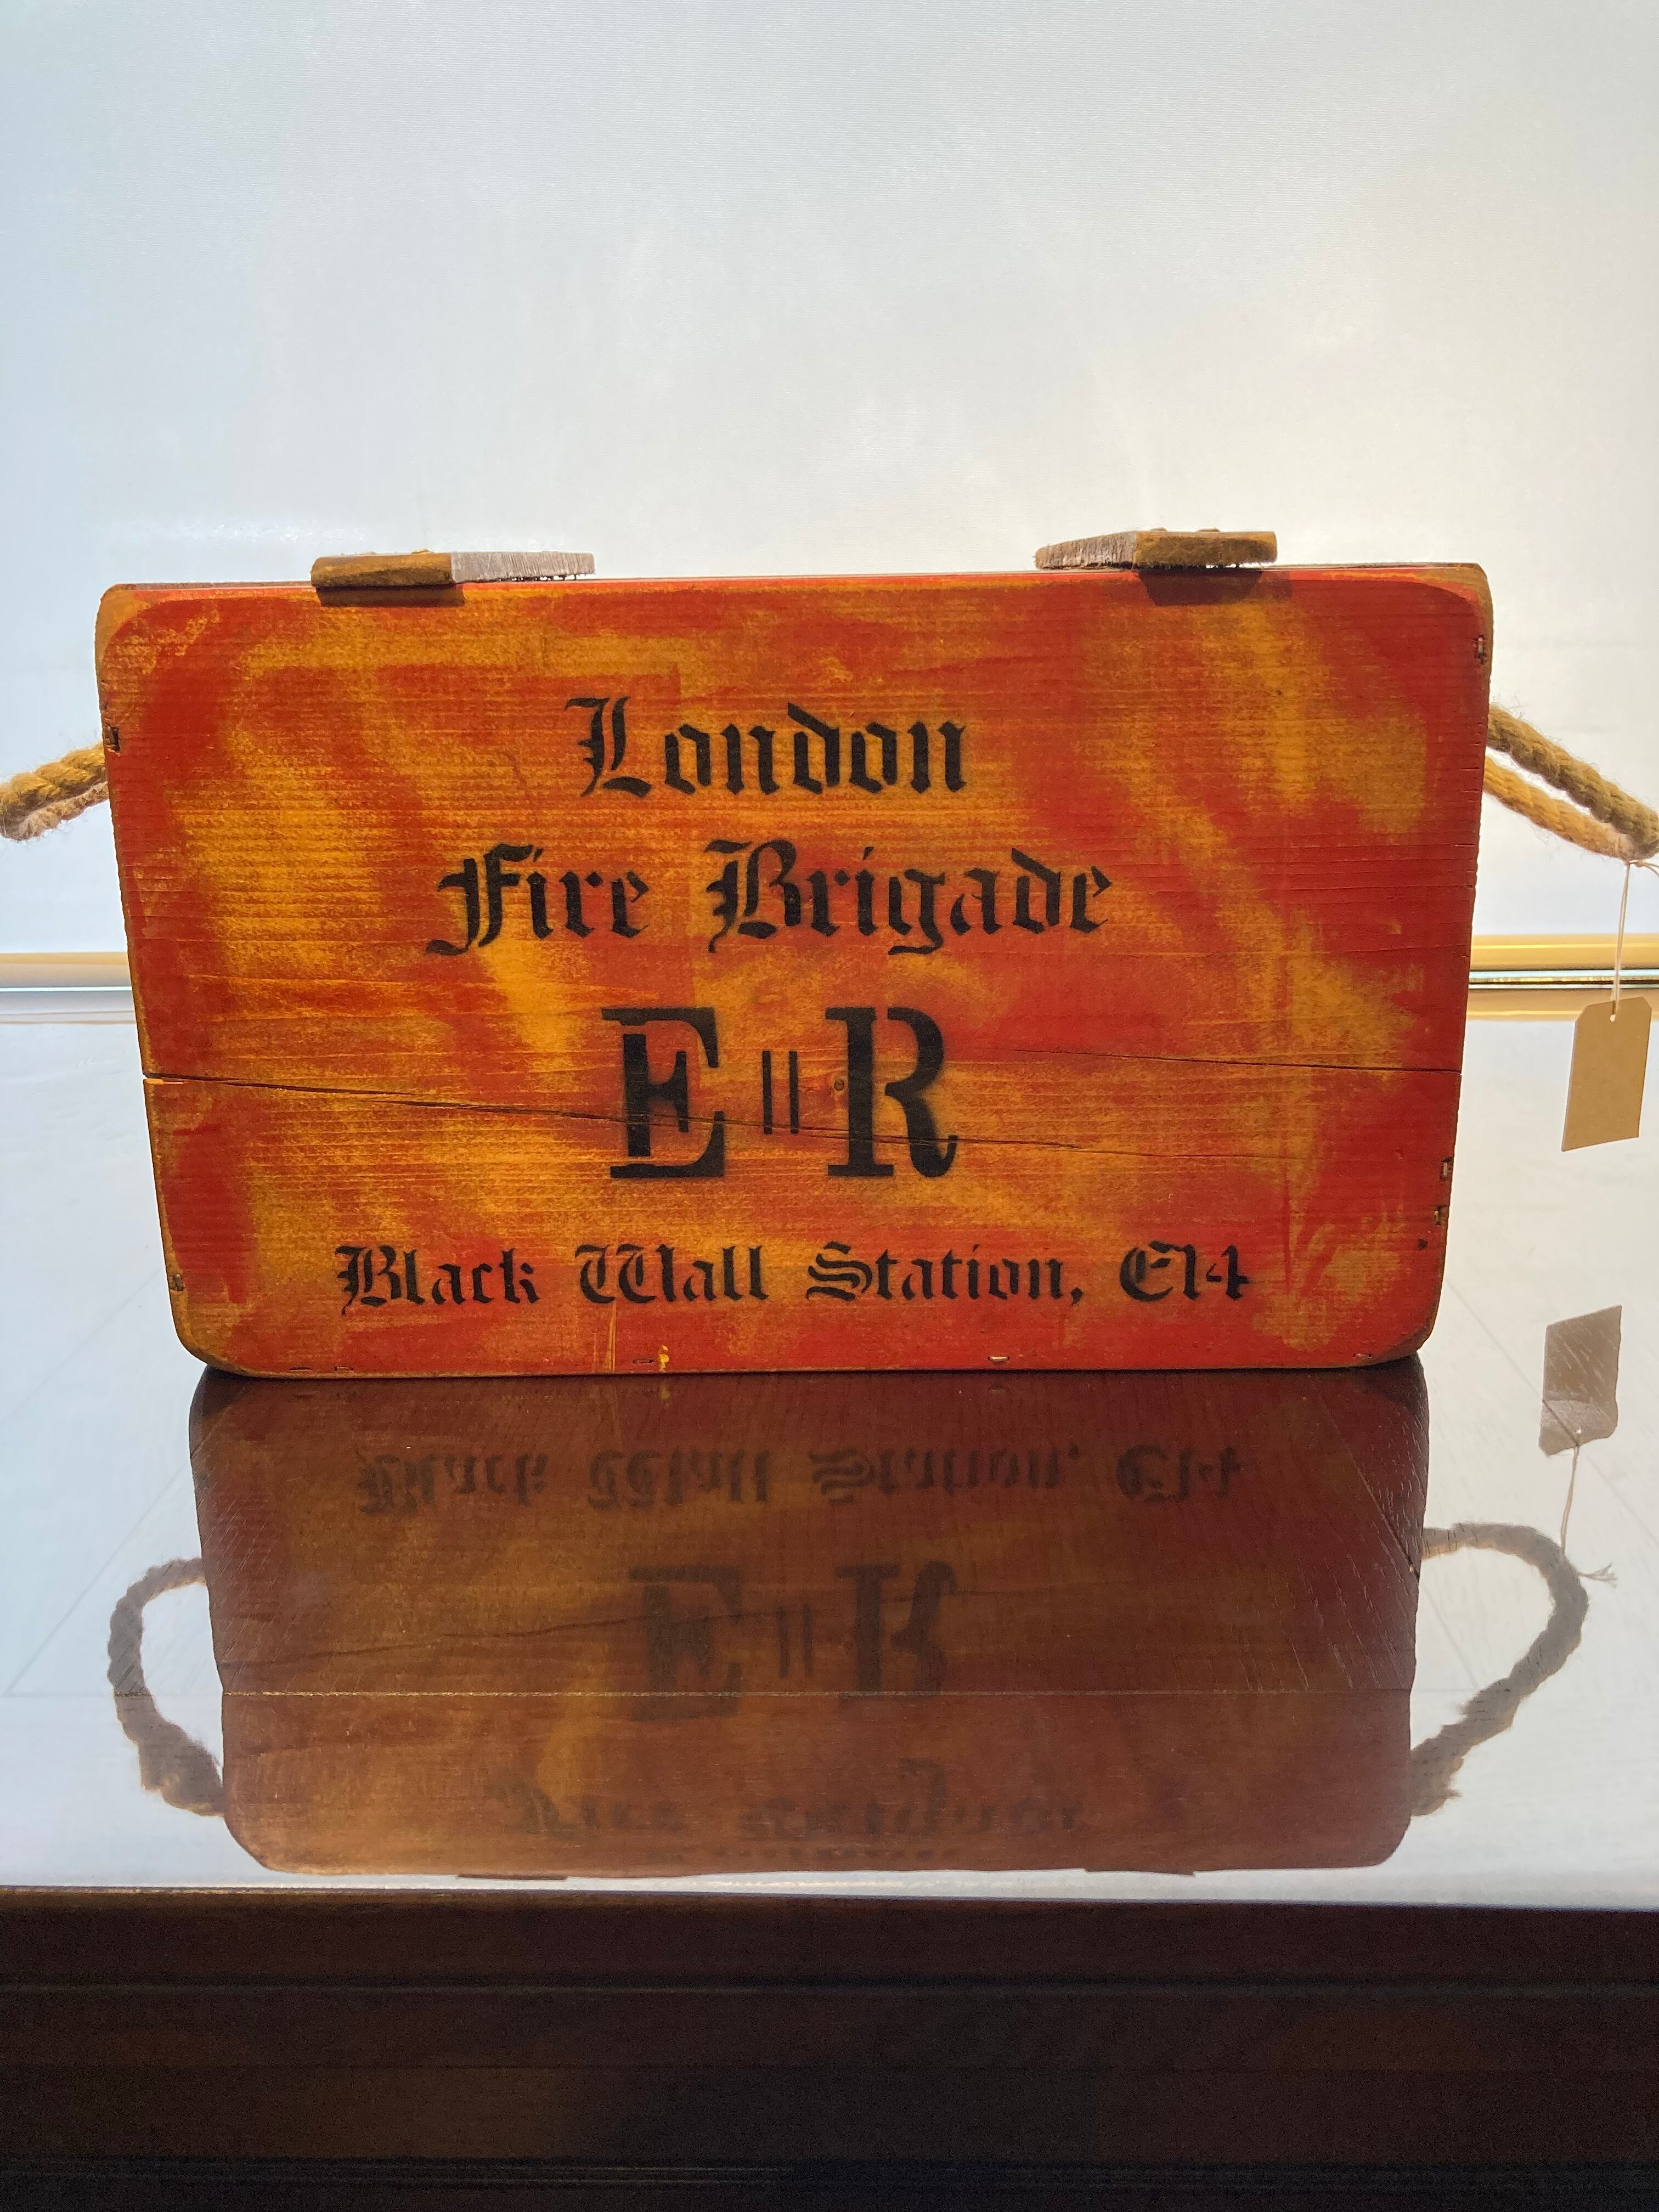 London
Fire Brigade
E II R
Black Wall Station, E14